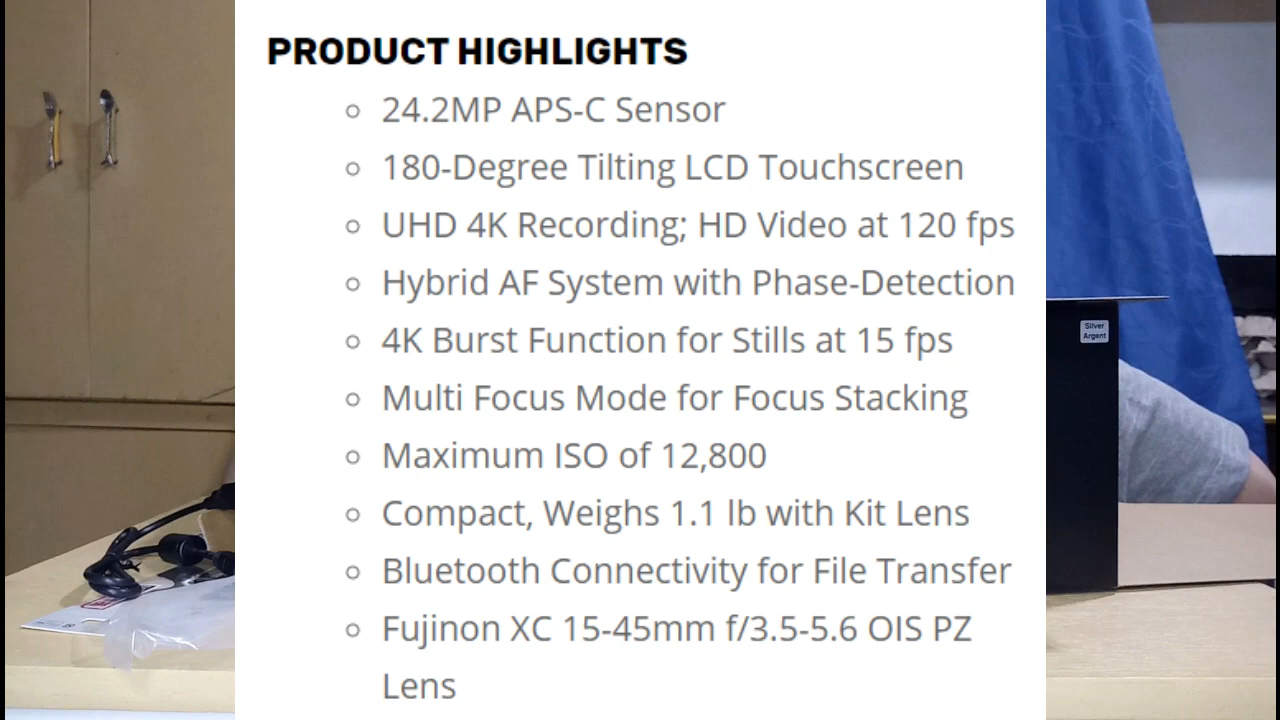 PRODUCT HIGHLIGHTS
24.2MP APS-C Sensor
180-Degree Tilting LCD Touchscreen
UHD 4K Recording; HD Video at 120 fps
Hybrid AF System with Phase-Detection
4K Burst Function for Stills at 15 fps
Multi Focus Mode for Focus Stacking
Maximum ISO of 12,800
Compact, Weighs 1.1 lb with Kit Lens
Bluetooth Connectivity for File Transfer
Fujinon XC 15-45mm f/3.5-5.6 OIS PZ
Lens
Silver
Argent